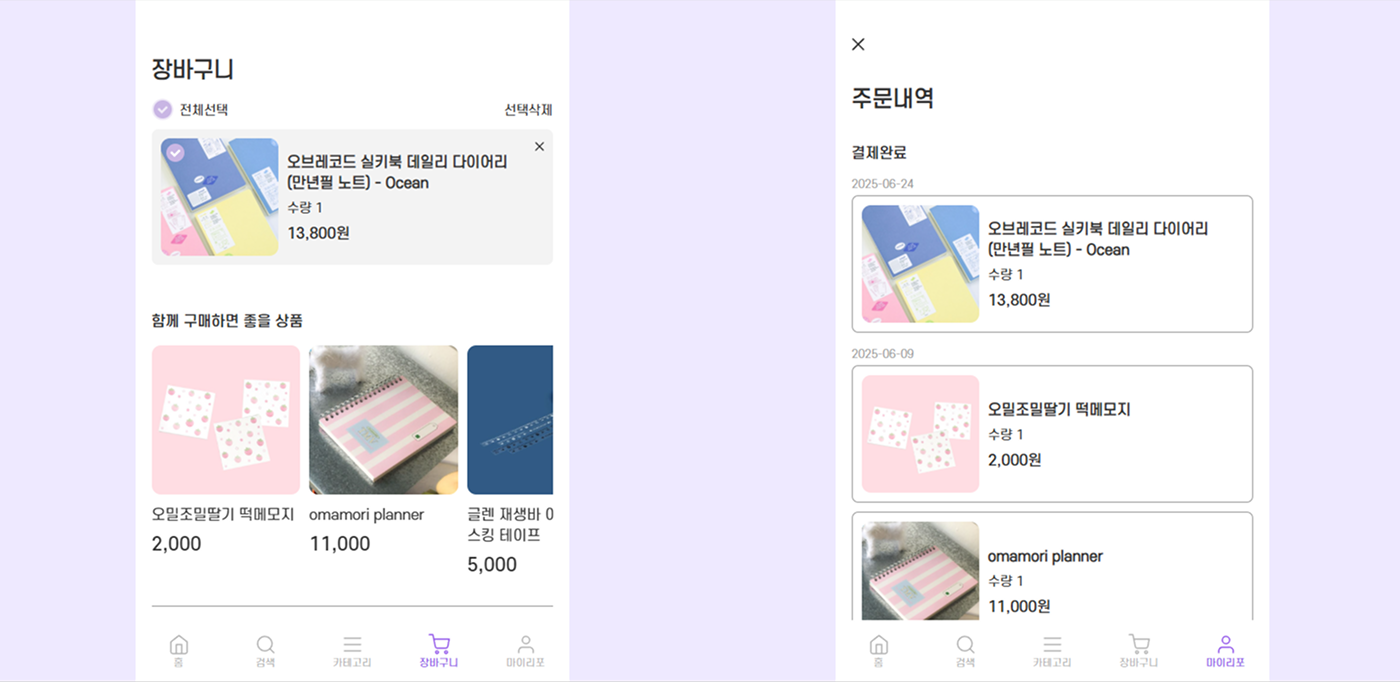 장바구니
전체선택
선택삭제
오브레코드 실키북 데일리 다이어리
(만년필 노트) - Ocean
수량 1
13,800원
함께 구매하면 좋을 상품
오밀조밀딸기 떡메모지
2,000
omamori planner
11,000
글렌 재생바 0
스킹 테이프
5,000
홈
검색
카테고리
장바구니
마이리포
주문내역
결제완료
2025-06-24
오브레코드 실키북 데일리 다이어리
(만년필 노트) - Ocean
수량 1
13,800원
2025-06-09
오밀조밀딸기 떡메모지
수량 1
2,000원
omamori planner
수량 1
11,000원
홈
검색
카테고리
장바구니
마이리포